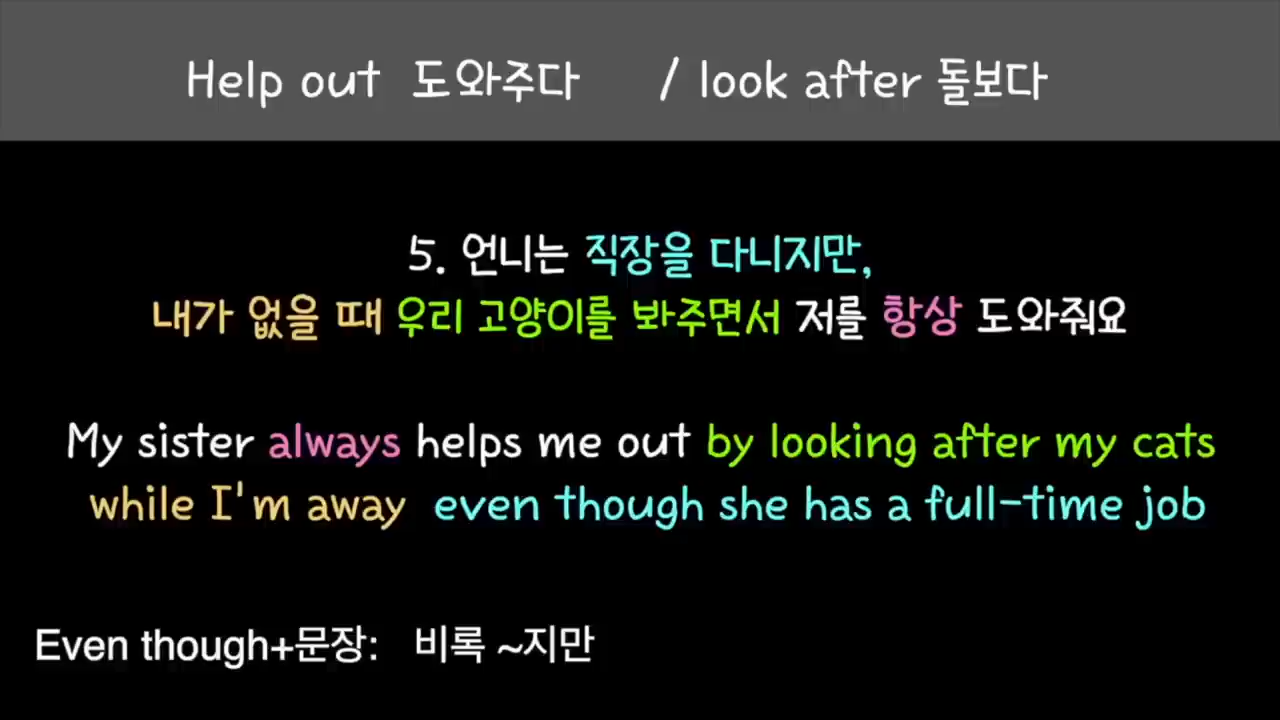 Help out 도와주다 / look after 돌보다
5. 언니는 직장을 다니지만,
내가 없을 때 우리 고양이를 봐주면서 저를 항상 도와줘요
My sister always helps me out by looking after my cats
while I'm away even though she has a full-time job
Even though+문장: 비록 ~지만